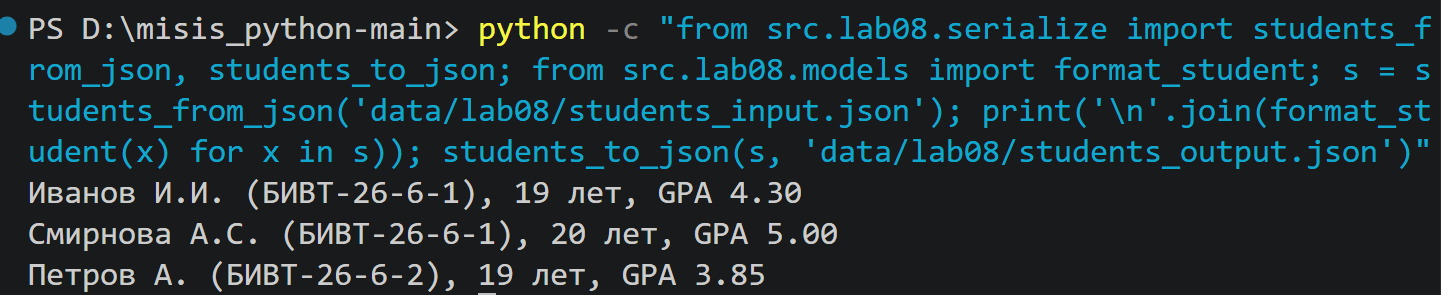 PS D:\misis_python-main> python -c "from src.lab08.serialize import students_f
rom_json, students_to_json; from src.lab08.models import format_student; s = s
tudents_from_json('data/lab08/students_input.json'); print('\n'.join(format_st
udent(x) for x in s)); students_to_json(s, 'data/lab08/students_output.json')"
Иванов И.И. (БИВТ-26-6-1), 19 лет, GPA 4.30
Смирнова А.С. (БИВТ-26-6-1), 20 лет, GPA 5.00
Петров А. (БИВТ-26-6-2), 19 лет, GPA 3.85